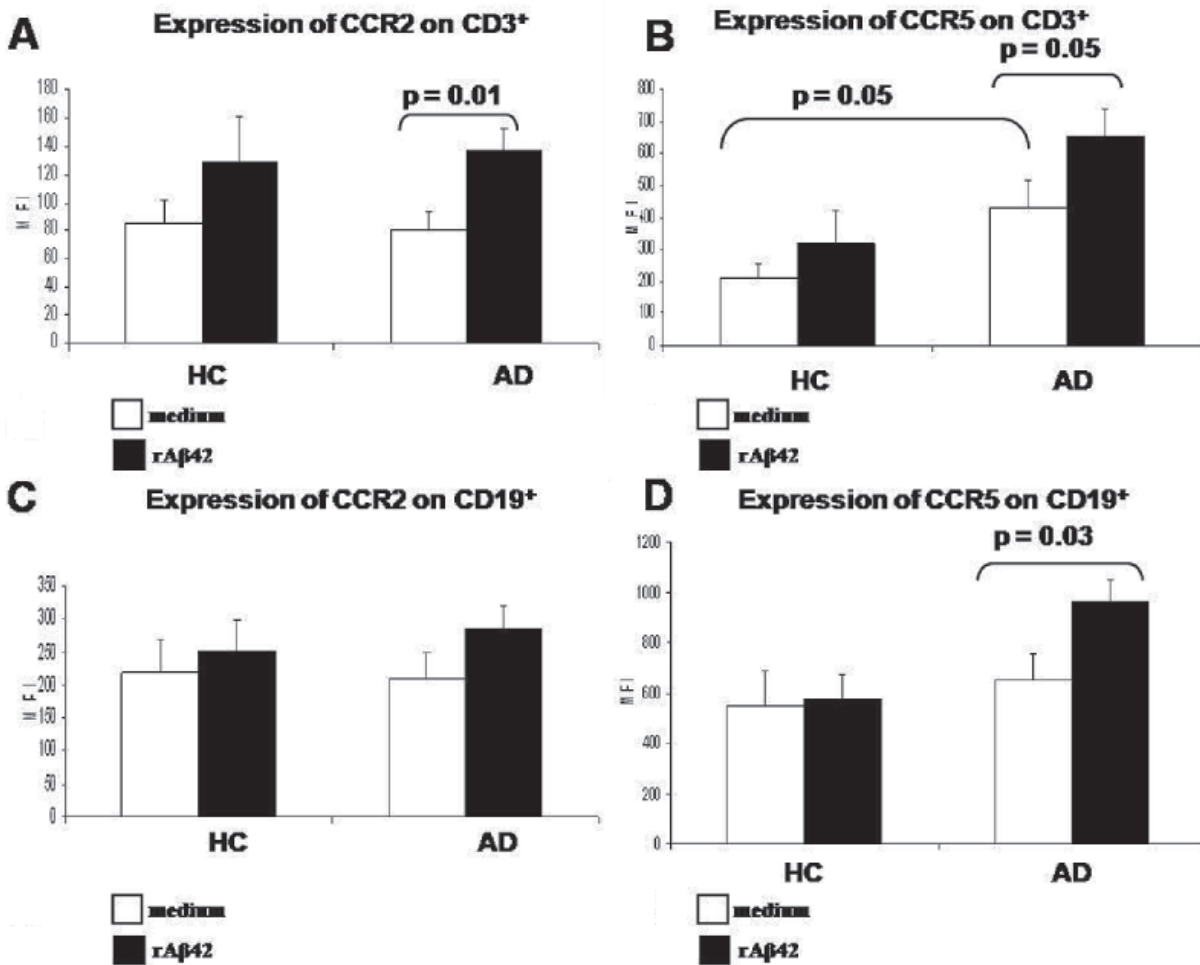 A
Expression of CCR2 on CD3+
180
160
140
120
100
80
60
40
20
0
MFI
p = 0.01
HC
AD
medium
rAβ42
B
Expression of CCR5 on CD3+
800
700
600
500
400
300
200
100
0
MFI
p = 0.05
p = 0.05
HC
AD
medium
rAβ42
C
Expression of CCR2 on CD19+
350
300
250
200
150
100
50
0
MFI
HC
AD
medium
rAβ42
D
Expression of CCR5 on CD19+
1200
1000
800
600
400
200
0
MFI
p = 0.03
HC
AD
medium
rAβ42